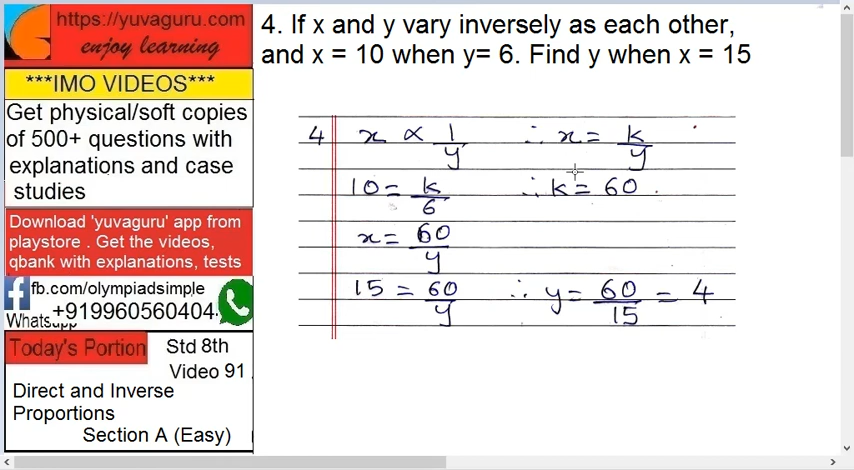 https://yuvaguru.com
enjoy learning
***IMO VIDEOS***
Get physical/soft copies
of 500+ questions with
explanations and case
studies
Download 'yuvaguru' app from
playstore . Get the videos,
qbank with explanations, tests
fb.com/olympiadsimple
+919960560404
Whatsupp
Today's Portion Std 8th
Video 91
Direct and Inverse
Proportions
Section A (Easy)
4. If x and y vary inversely as each other,
and x = 10 when y= 6. Find y when x = 15
4 x ∝ 1/y ∴ x = k/y
10 = k/6 ∴ k = 60 .
x = 60/y
15 = 60/y ∴ y = 60/15 = 4